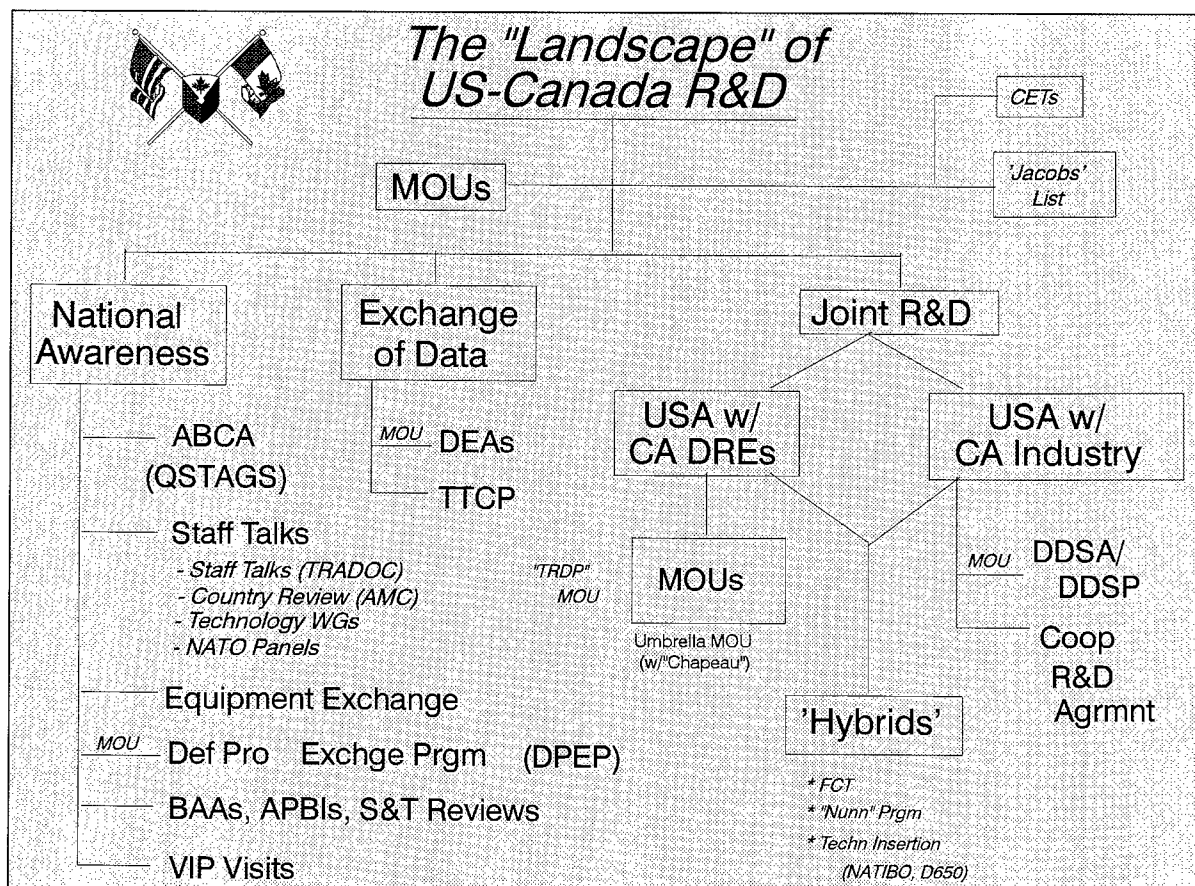 The "Landscape" of
US-Canada R&D
CETs
MOUs
'Jacobs'
List
National
Awareness
Exchange
of Data
Joint R&D
ABCA
(QSTAGS)
Staff Talks
- Staff Talks (TRADOC)
- Country Review (AMC)
- Technology WGs
- NATO Panels
Equipment Exchange
MOU Def Pro Exchge Prgm (DPEP)
BAAs, APBIs, S&T Reviews
VIP Visits
MOU DEAs
TTCP
USA w/
CA DREs
USA w/
CA Industry
"TRDP"
MOU
MOUs
Umbrella MOU
(w/"Chapeau")
MOU DDSA/
DDSP
Coop
R&D
Agrmnt
'Hybrids'
* FCT
* "Nunn" Prgm
* Techn Insertion
(NATIBO, D650)